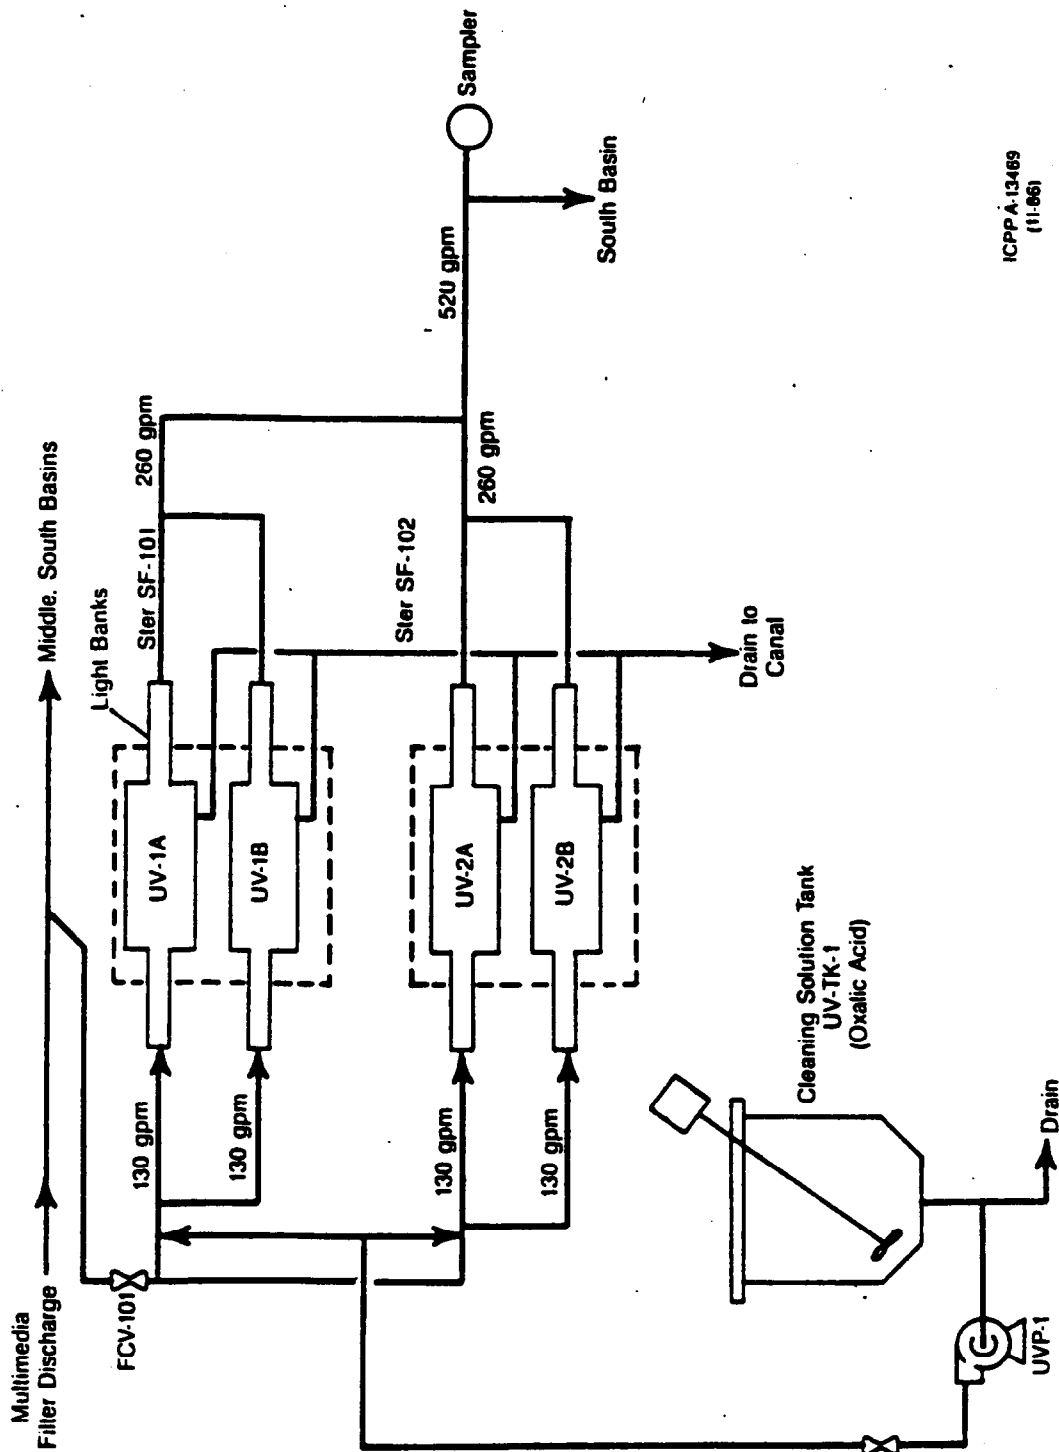 Multimedia
Filter Discharge
Middle. South Basins
FCV-101
Light Banks
130 gpm
UV-1A
Ster SF-101
260 gpm
130 gpm
UV-1B
Ster SF-102
130 gpm
UV-2A
260 gpm
520 gpm
Sampler
130 gpm
UV-2B
South Basin
Drain to
Canal
Cleaning Solution Tank
UV-TK-1
(Oxalic Acid)
UVP-1
Drain
ICPP A-13469
(11-86)